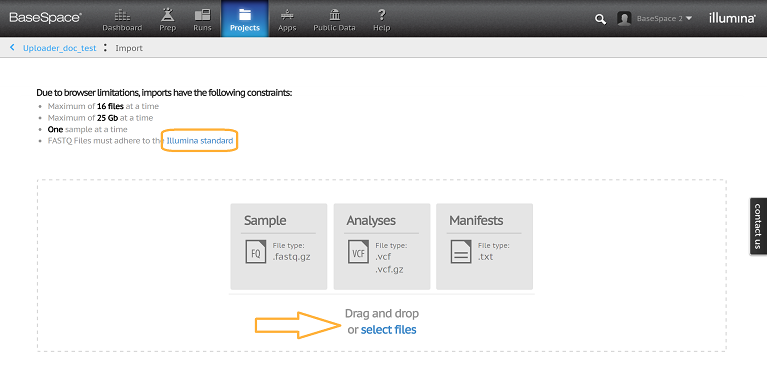 BaseSpace
Dashboard
Prep
Runs
Projects
Apps
Public Data
Help
BaseSpace 2
illumina
Uploader_doc_test : Import
Due to browser limitations, imports have the following constraints:
Maximum of 16 files at a time
Maximum of 25 Gb at a time
One sample at a time
FASTQ Files must adhere to the Illumina standard
Sample
FQ
File type:
.fastq.gz
Analyses
VCF
File type:
.vcf
.vcf.gz
Manifests
File type:
.txt
Drag and drop
or select files
contact us